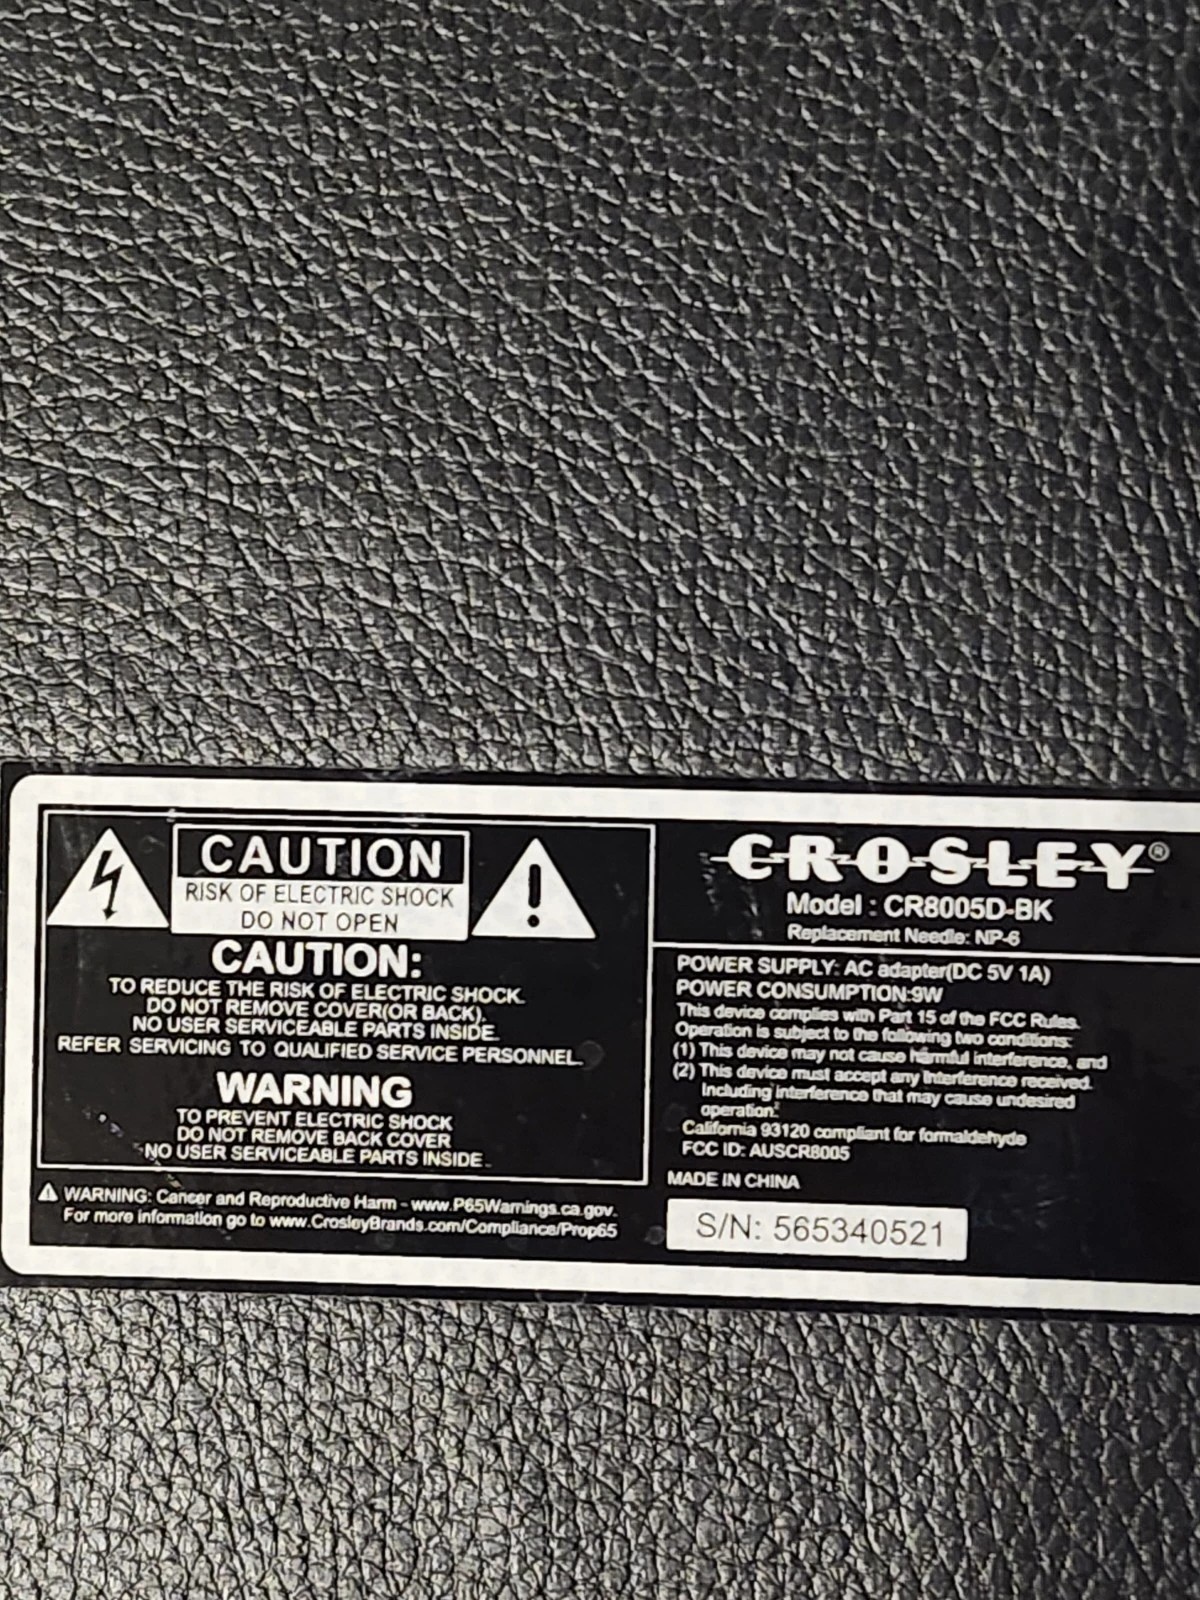 CAUTION
RISK OF ELECTRIC SHOCK
DO NOT OPEN
CAUTION:
TO REDUCE THE RISK OF ELECTRIC SHOCK.
DO NOT REMOVE COVER(OR BACK).
NO USER SERVICEABLE PARTS INSIDE.
REFER SERVICING TO QUALIFIED SERVICE PERSONNEL.
WARNING
TO PREVENT ELECTRIC SHOCK
DO NOT REMOVE BACK COVER
NO USER SERVICEABLE PARTS INSIDE.
WARNING: Cancer and Reproductive Harm - www.P65Warnings.ca.gov.
For more information go to www.CrosleyBrands.com/Compliance/Prop65
CROSLEY®
Model : CR8005D-BK
Replacement Needle: NP-6
POWER SUPPLY: AC adapter(DC 5V 1A)
POWER CONSUMPTION:9W
This device complies with Part 15 of the FCC Rules.
Operation is subject to the following two conditions:
(1) This device may not cause harmful interference, and
(2) This device must accept any interference received.
Including interference that may cause undesired
operation.
California 93120 compliant for formaldehyde
FCC ID: AUSCR8005
MADE IN CHINA
S/N: 565340521